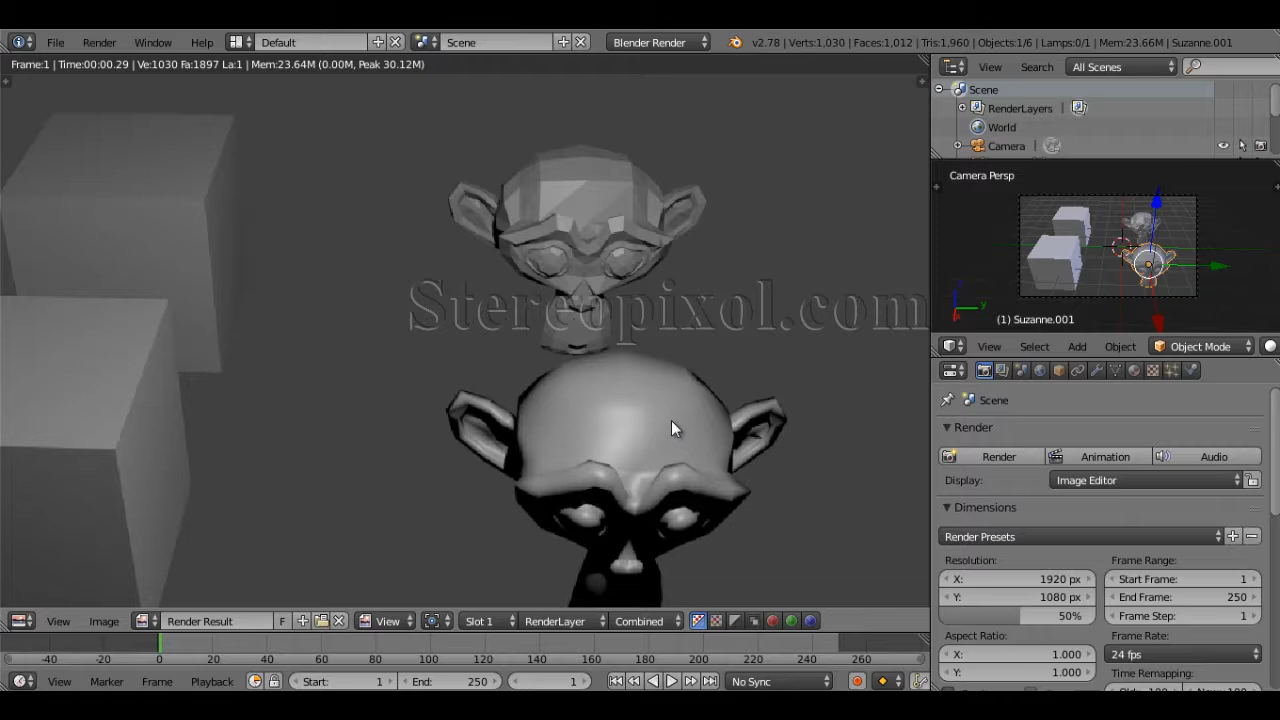 File Render Window Help Default Scene Blender Render v2.78 | Verts:1,030 | Faces:1,012 | Tris:1,960 | Objects:1/6 | Lamps:0/1 | Mem:23.66M | Suzanne.001
Frame:1 | Time:00:00.29 | Ve:1030 Fa:1897 La:1 | Mem:23.64M (0.00M, Peak 30.12M)
View Search All Scenes
Scene
RenderLayers
World
Camera
Camera Persp
Stereopixol.com
(1) Suzanne.001
View Select Add Object Object Mode
Scene
Render
Render Animation Audio
Display: Image Editor
Dimensions
Render Presets
Resolution: Frame Range:
X: 1920 px Start Frame: 1
Y: 1080 px End Frame: 250
50% Frame Step: 1
Aspect Ratio: Frame Rate:
X: 1.000 24 fps
Y: 1.000 Time Remapping:
View Image Render Result F View Slot 1 RenderLayer Combined
-40 -20 0 20 40 60 80 100 120 140 160 180 200 220 240 260
View Marker Frame Playback Start: 1 End: 250 1 No Sync